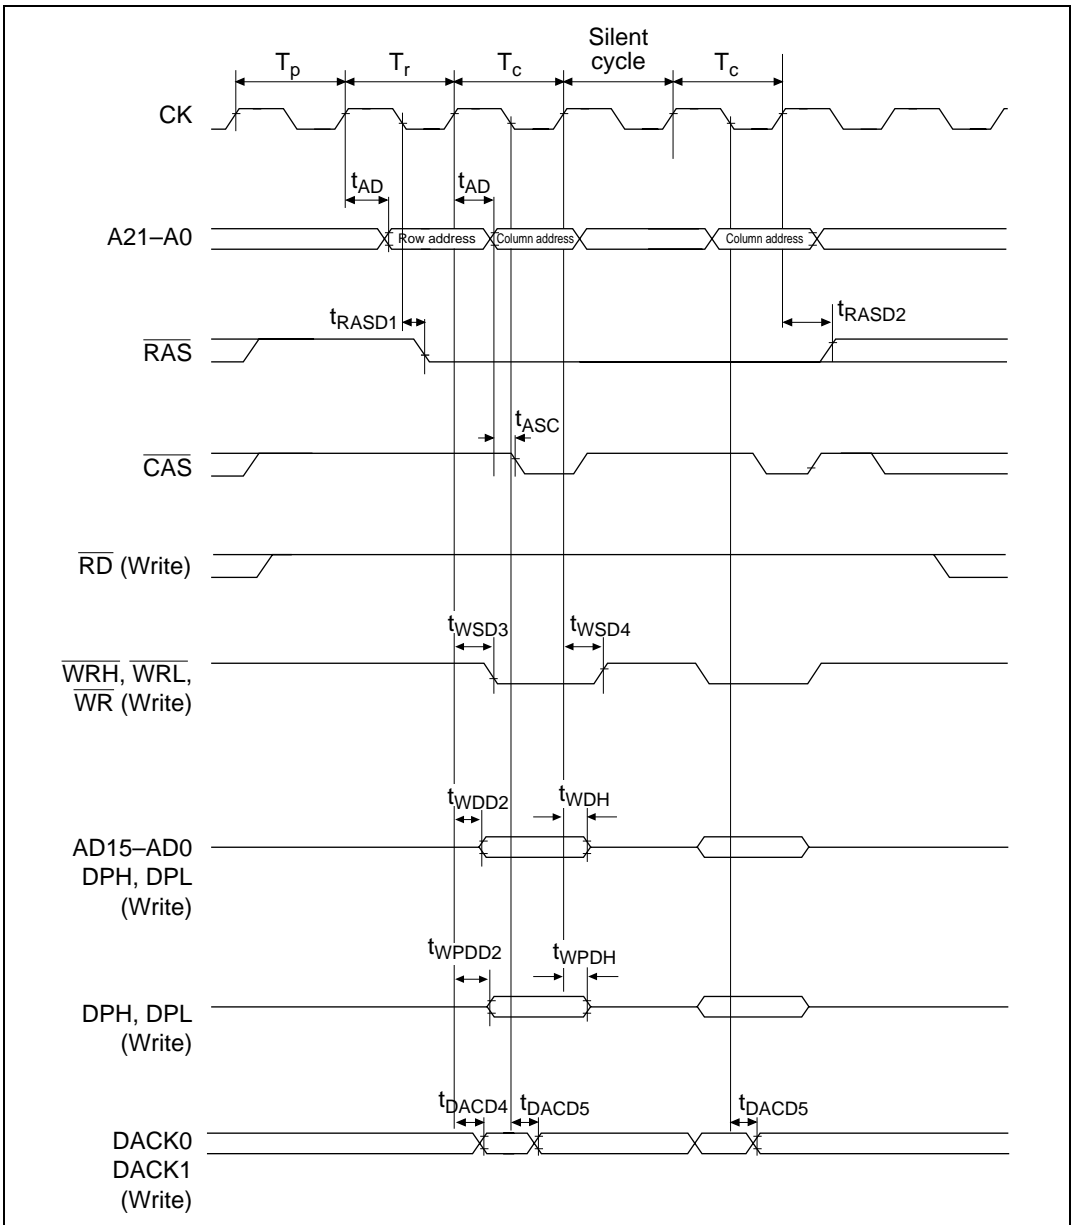 Silent
Tp Tr Tc cycle Tc
CK
tAD tAD
A21–A0 Row address Column address Column address
tRASD1 tRASD2
RAS
tASC
CAS
RD (Write)
tWSD3 tWSD4
WRH, WRL,
WR (Write)
tWDD2 tWDH
AD15–AD0
DPH, DPL
(Write)
tWPDD2 tWPDH
DPH, DPL
(Write)
tDACD4 tDACD5 tDACD5
DACK0
DACK1
(Write)